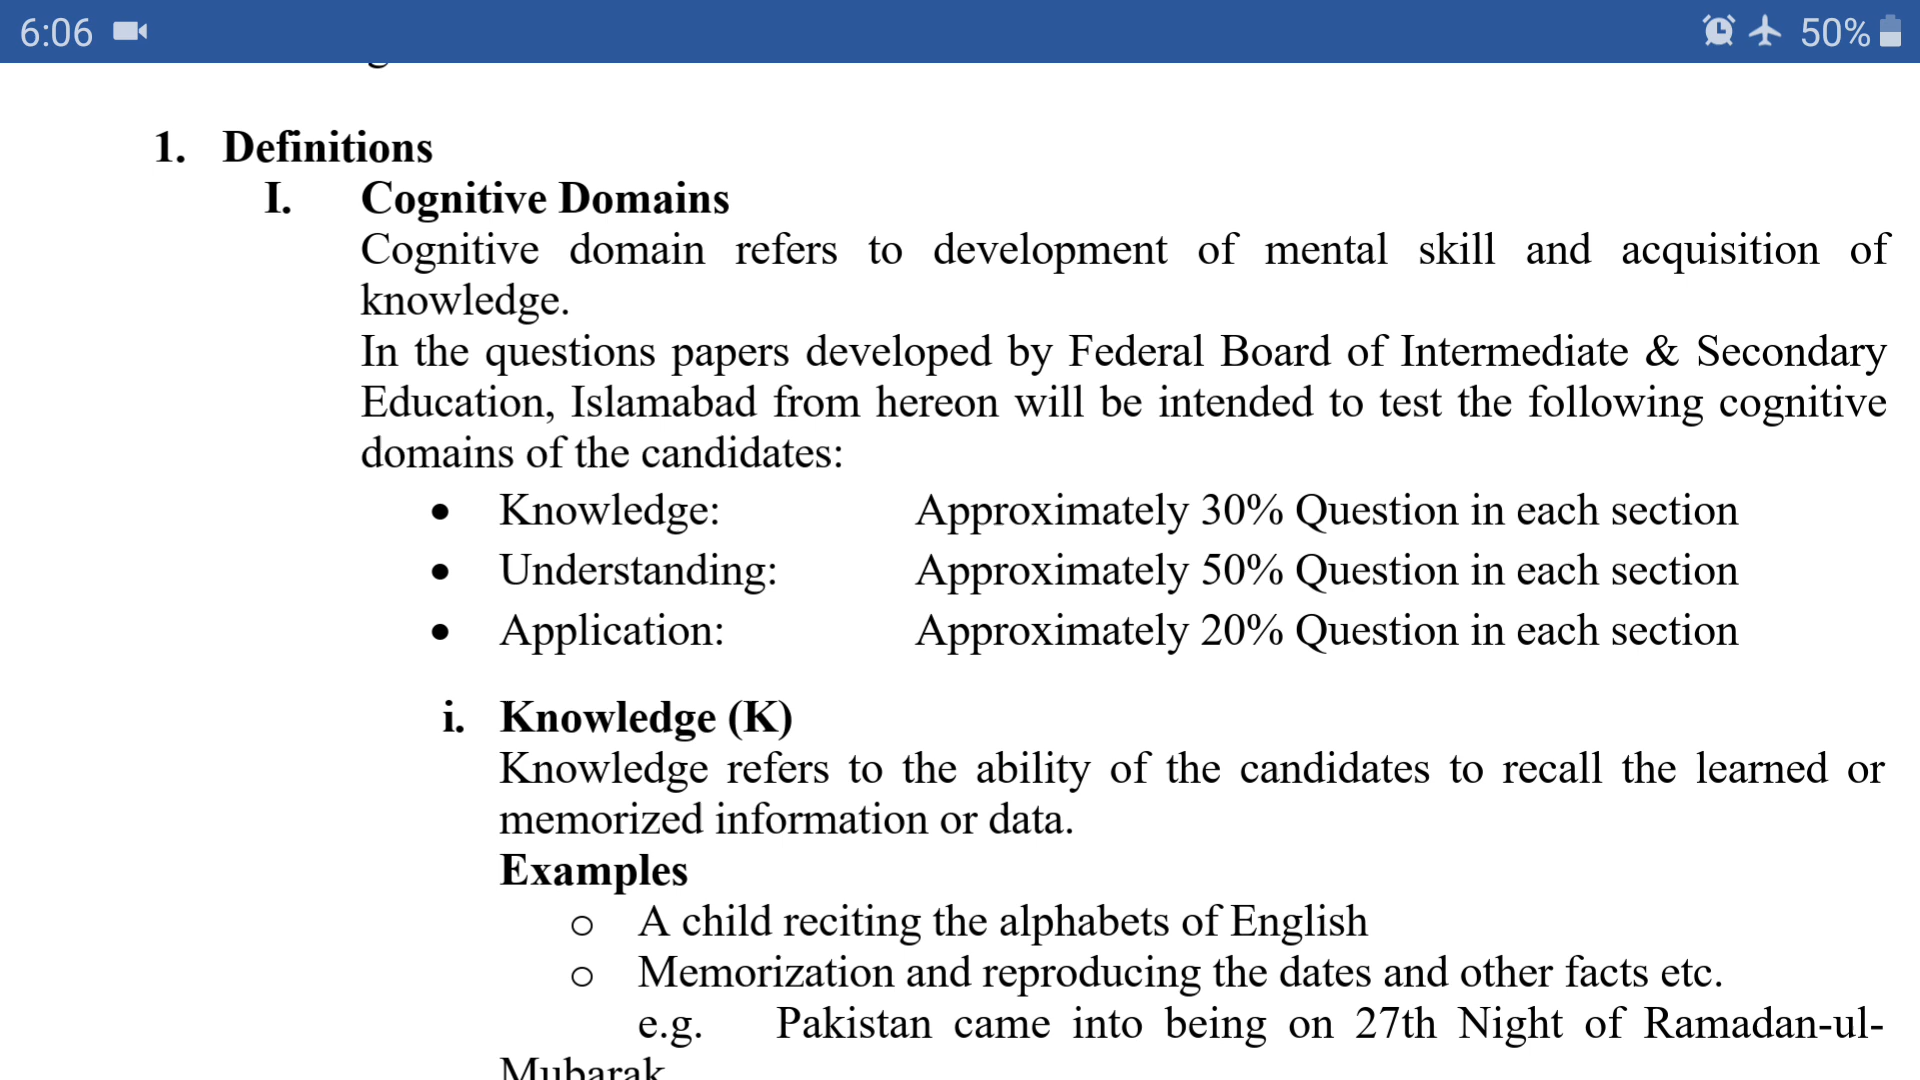 6:06 50%
1. Definitions
I. Cognitive Domains
Cognitive domain refers to development of mental skill and acquisition of
knowledge.
In the questions papers developed by Federal Board of Intermediate & Secondary
Education, Islamabad from hereon will be intended to test the following cognitive
domains of the candidates:
• Knowledge: Approximately 30% Question in each section
• Understanding: Approximately 50% Question in each section
• Application: Approximately 20% Question in each section
i. Knowledge (K)
Knowledge refers to the ability of the candidates to recall the learned or
memorized information or data.
Examples
o A child reciting the alphabets of English
o Memorization and reproducing the dates and other facts etc.
e.g. Pakistan came into being on 27th Night of Ramadan-ul-
Mubarak